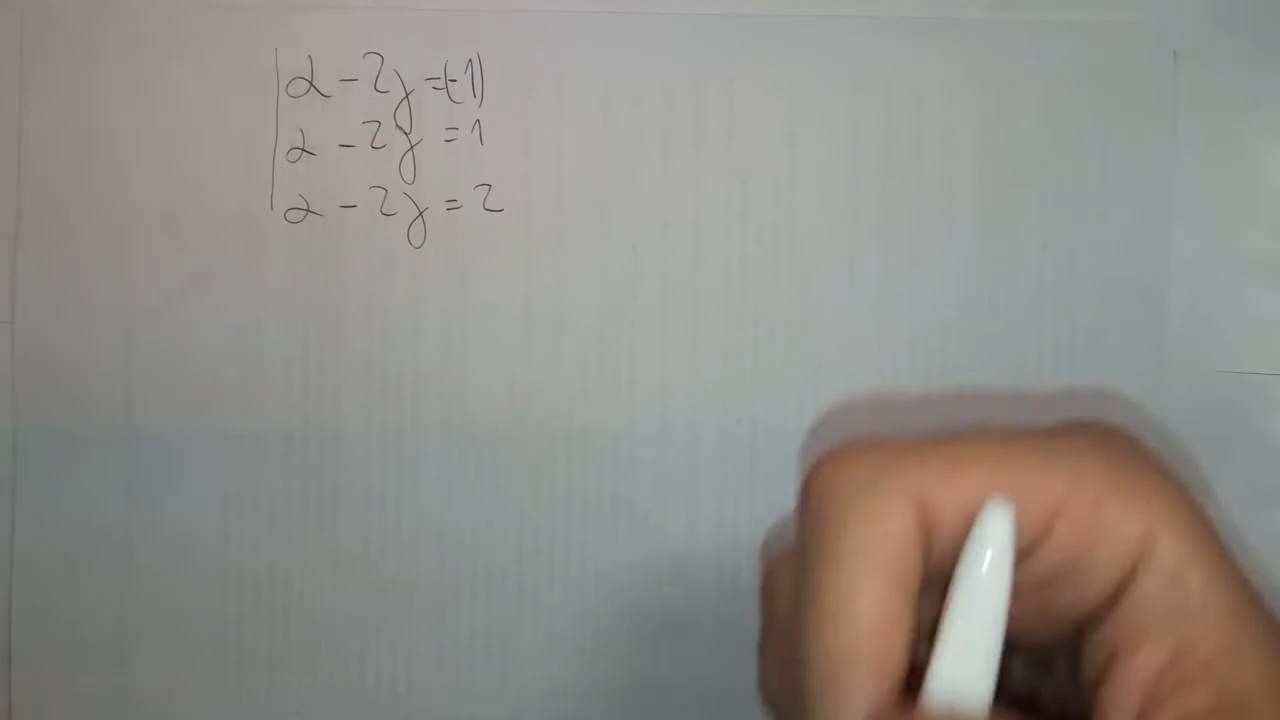 α - 2y = (-1)
α - 2y = 1
α - 2y = 2